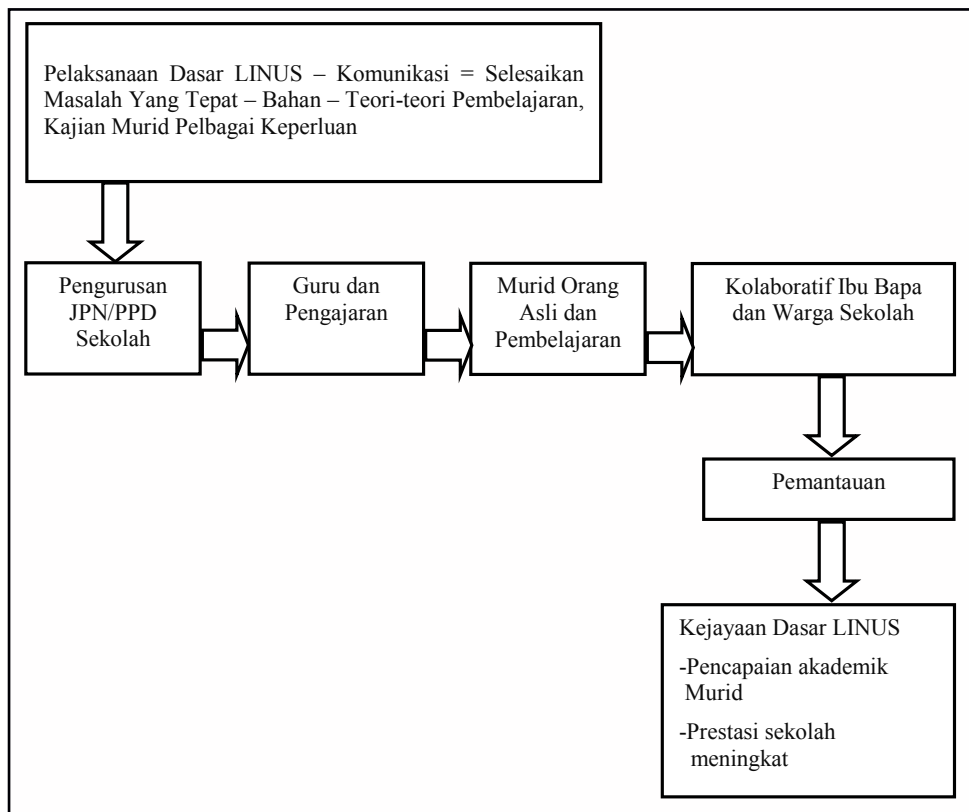 Pelaksanaan Dasar LINUS – Komunikasi = Selesaikan
Masalah Yang Tepat – Bahan – Teori-teori Pembelajaran,
Kajian Murid Pelbagai Keperluan
Pengurusan
JPN/PPD
Sekolah
Guru dan
Pengajaran
Murid Orang
Asli dan
Pembelajaran
Kolaboratif Ibu Bapa
dan Warga Sekolah
Pemantauan
Kejayaan Dasar LINUS
-Pencapaian akademik
Murid
-Prestasi sekolah
meningkat